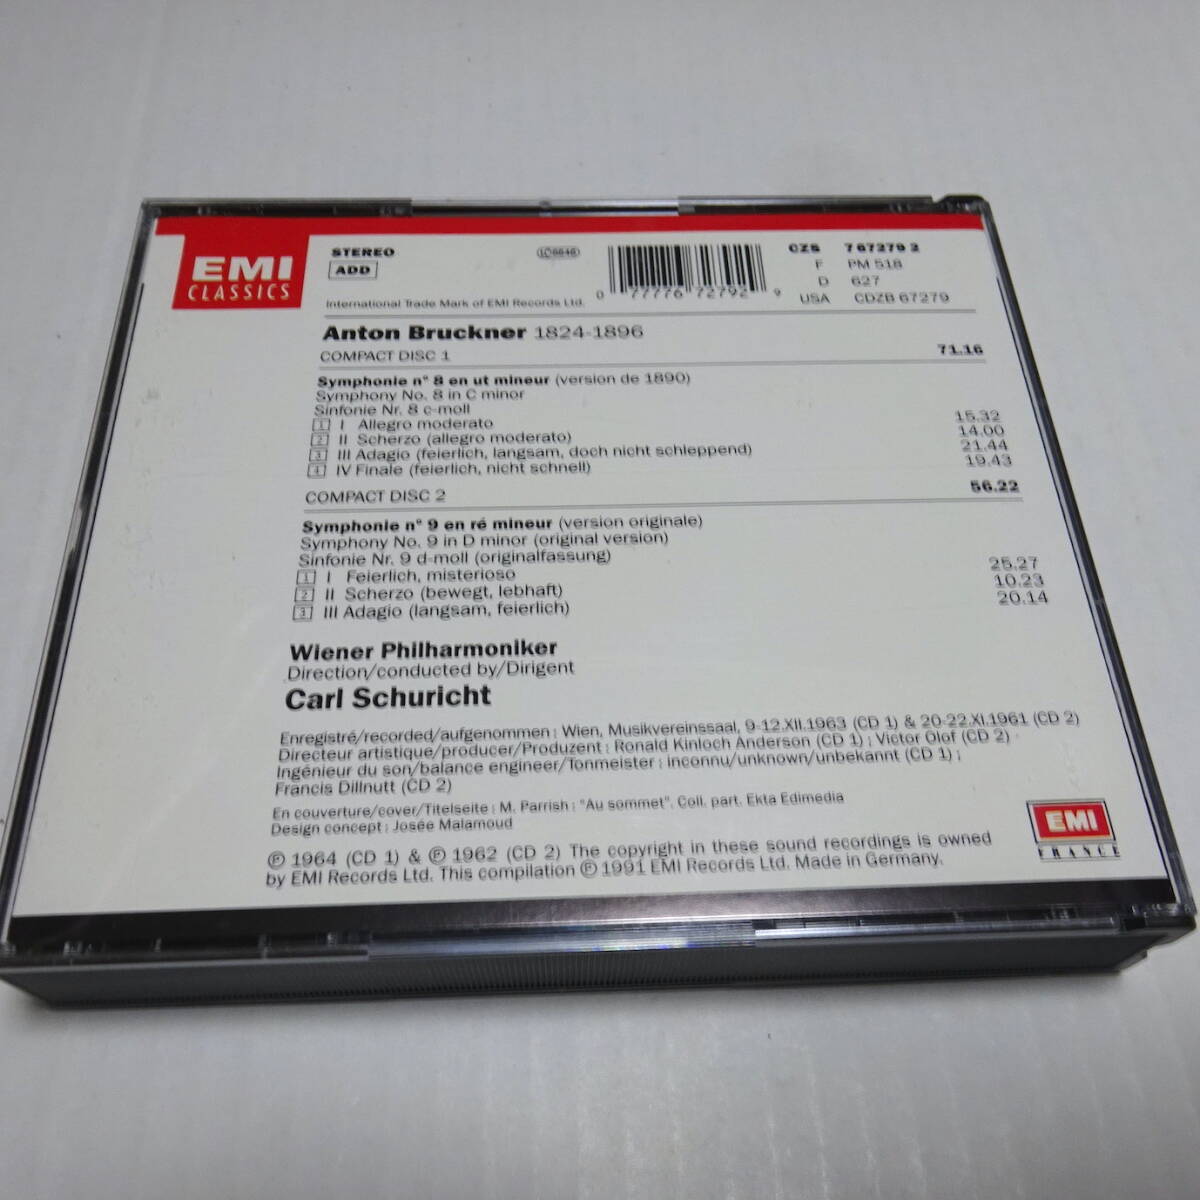 EMI
CLASSICS
STEREO
ADD
LC 6646
0 77776 72792 9
CZS 7 67279 2
F PM 518
D 627
USA CDZB 67279
International Trade Mark of EMI Records Ltd.
Anton Bruckner 1824-1896
COMPACT DISC 1 71.16
Symphonie n° 8 en ut mineur (version de 1890)
Symphony No. 8 in C minor
Sinfonie Nr. 8 c-moll
1 I Allegro moderato 15.32
2 II Scherzo (allegro moderato) 14.00
3 III Adagio (feierlich, langsam, doch nicht schleppend) 21.44
4 IV Finale (feierlich, nicht schnell) 19.43
COMPACT DISC 2 56.22
Symphonie n° 9 en ré mineur (version originale)
Symphony No. 9 in D minor (original version)
Sinfonie Nr. 9 d-moll (originalfassung)
1 I Feierlich, misterioso 25.27
2 II Scherzo (bewegt, lebhaft) 10.23
3 III Adagio (langsam, feierlich) 20.14
Wiener Philharmoniker
Direction/conducted by/Dirigent
Carl Schuricht
Enregistré/recorded/aufgenommen : Wien, Musikvereinssaal, 9-12.XII.1963 (CD 1) & 20-22.XI.1961 (CD 2)
Directeur artistique/producer/Produzent : Ronald Kinloch Anderson (CD 1) ; Victor Olof (CD 2)
Ingénieur du son/balance engineer/Tonmeister : inconnu/unknown/unbekannt (CD 1) ;
Francis Dillnutt (CD 2)
En couverture/cover/Titelseite : M. Parrish : "Au sommet". Coll. part. Ekta Edimedia
Design concept : Josée Malamoud
℗ 1964 (CD 1) & ℗ 1962 (CD 2) The copyright in these sound recordings is owned
by EMI Records Ltd. This compilation ℗ 1991 EMI Records Ltd. Made in Germany.
EMI
FRANCE